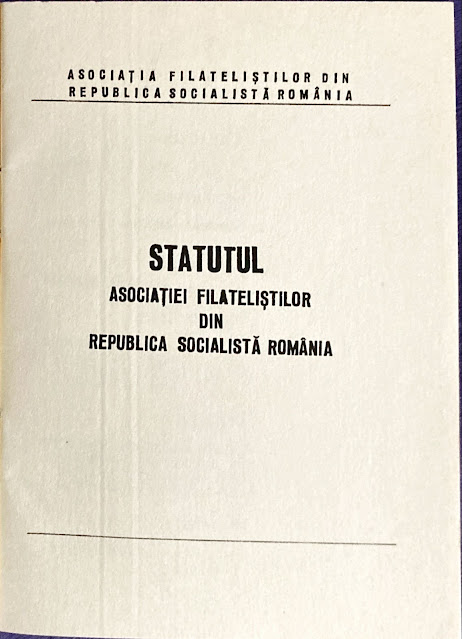 ASOCIAȚIA FILATELIȘTILOR DIN
REPUBLICA SOCIALISTĂ ROMÂNIA
STATUTUL
ASOCIAȚIEI FILATELIȘTILOR
DIN
REPUBLICA SOCIALISTĂ ROMÂNIA